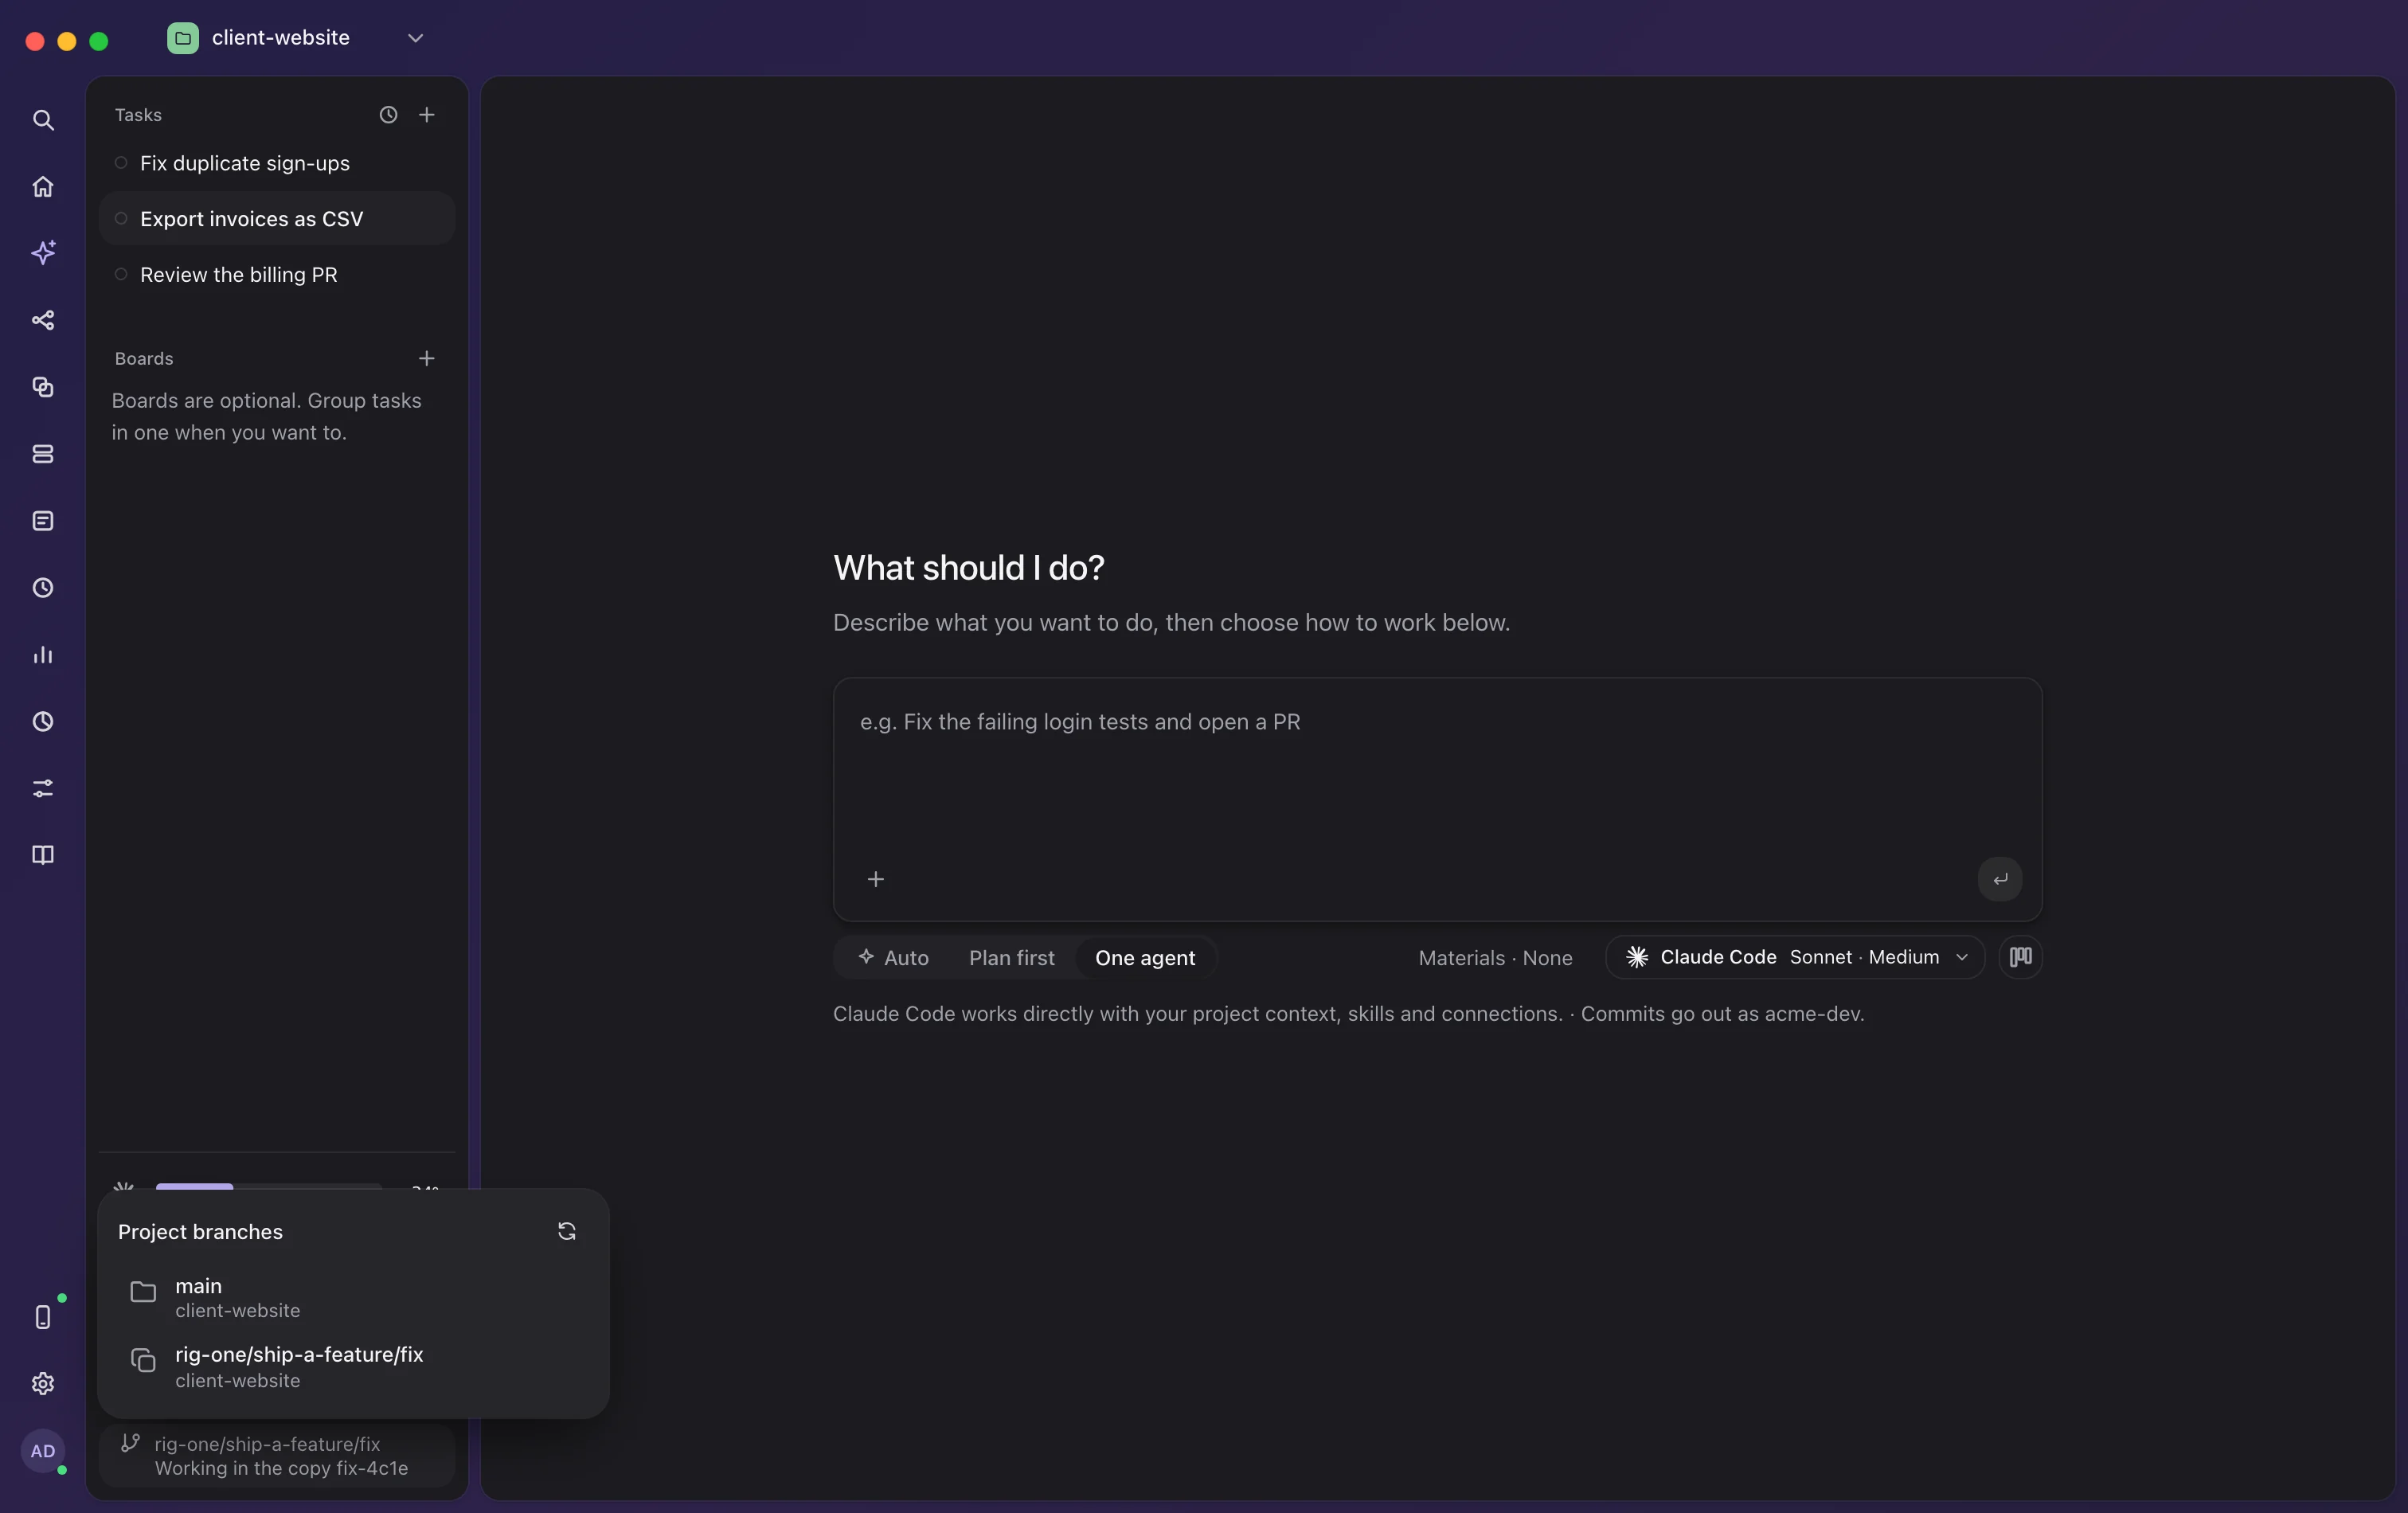 client-website
Tasks
Fix duplicate sign-ups
Export invoices as CSV
Review the billing PR
Boards
Boards are optional. Group tasks
in one when you want to.
What should I do?
Describe what you want to do, then choose how to work below.
e.g. Fix the failing login tests and open a PR
Auto Plan first One agent Materials · None Claude Code Sonnet · Medium
Claude Code works directly with your project context, skills and connections. · Commits go out as acme-dev.
Project branches
main
client-website
rig-one/ship-a-feature/fix
client-website
AD
rig-one/ship-a-feature/fix
Working in the copy fix-4c1e